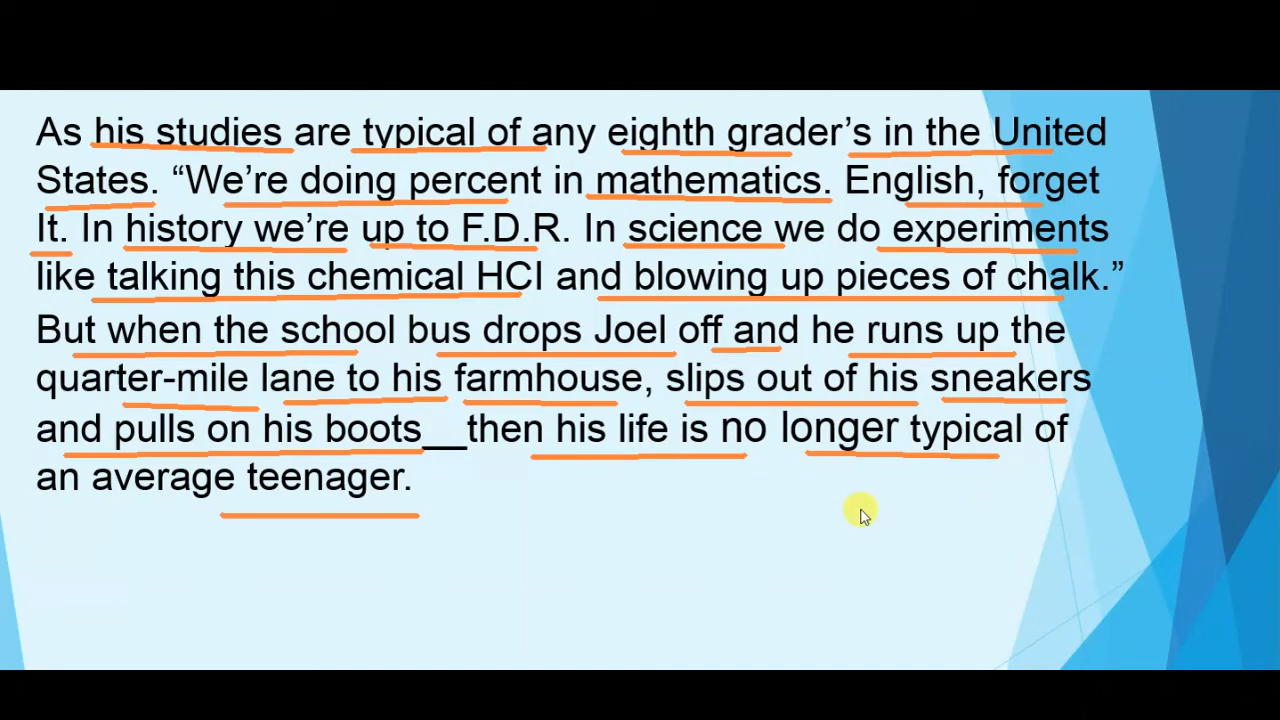 As his studies are typical of any eighth grader’s in the United
States. “We’re doing percent in mathematics. English, forget
It. In history we’re up to F.D.R. In science we do experiments
like talking this chemical HCI and blowing up pieces of chalk.”
But when the school bus drops Joel off and he runs up the
quarter-mile lane to his farmhouse, slips out of his sneakers
and pulls on his boots__then his life is no longer typical of
an average teenager.